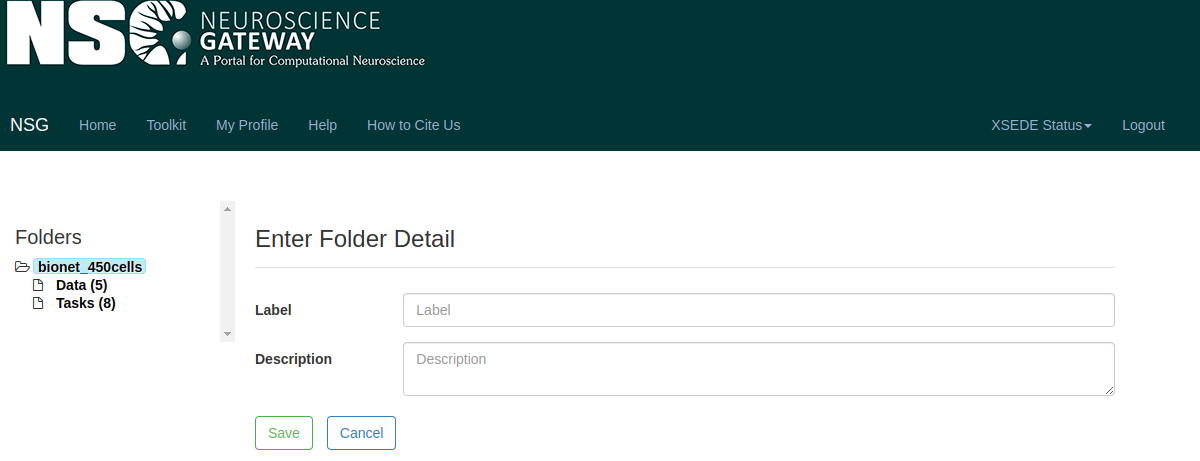 NSG NEUROSCIENCE
GATEWAY
A Portal for Computational Neuroscience
NSG Home Toolkit My Profile Help How to Cite Us XSEDE Status Logout
Folders
bionet_450cells
Data (5)
Tasks (8)
Enter Folder Detail
Label Label
Description Description
Save Cancel